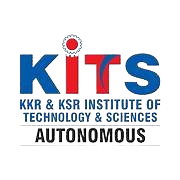 KITS
KKR & KSR INSTITUTE OF
TECHNOLOGY & SCIENCES
AUTONOMOUS